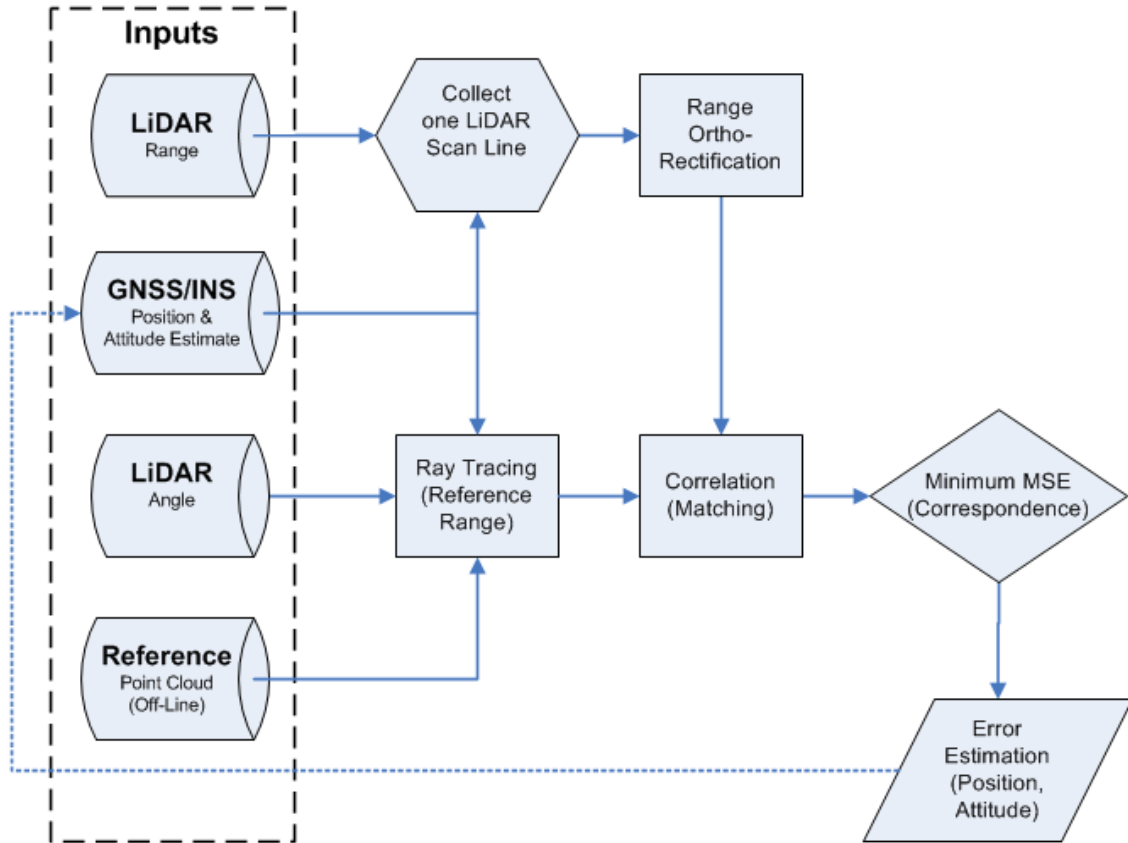 Inputs
LiDAR
Range
Collect
one LiDAR
Scan Line
Range
Ortho-
Rectification
GNSS/INS
Position &
Attitude Estimate
LiDAR
Angle
Ray Tracing
(Reference
Range)
Correlation
(Matching)
Minimum MSE
(Correspondence)
Reference
Point Cloud
(Off-Line)
Error
Estimation
(Position,
Attitude)